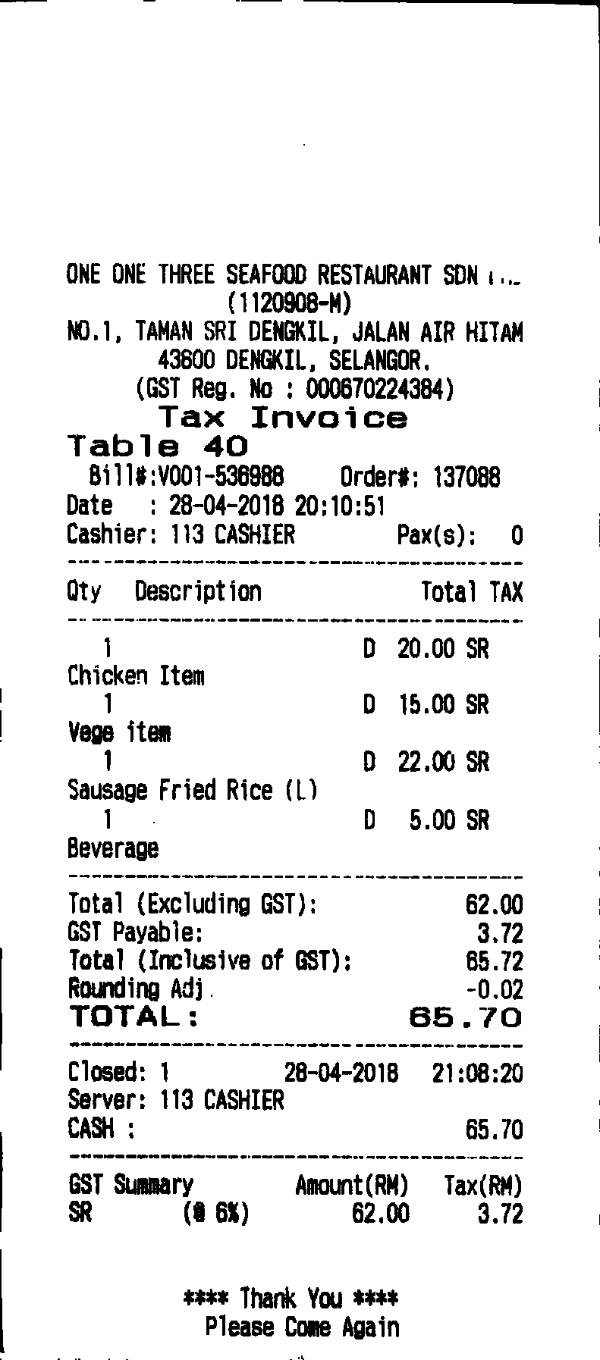 ONE ONE THREE SEAFOOD RESTAURANT SDN
(1120908-M)
NO.1, TAMAN SRI DENGKIL, JALAN AIR HITAM
43600 DENGKIL, SELANGOR.
(GST Reg. No : 000670224384)
Tax Invoice
Table 40
Bill#:V001-536988 Order#: 137088
Date : 28-04-2018 20:10:51
Cashier: 113 CASHIER Pax(s): 0
Qty Description Total TAX
1 D 20.00 SR
Chicken Item
1 D 15.00 SR
Vege item
1 D 22.00 SR
Sausage Fried Rice (L)
1 D 5.00 SR
Beverage
Total (Excluding GST): 62.00
GST Payable: 3.72
Total (Inclusive of GST): 65.72
Rounding Adj -0.02
TOTAL: 65.70
Closed: 1 28-04-2018 21:08:20
Server: 113 CASHIER
CASH : 65.70
GST Summary Amount(RM) Tax(RM)
SR (@ 6%) 62.00 3.72
**** Thank You ****
Please Come Again